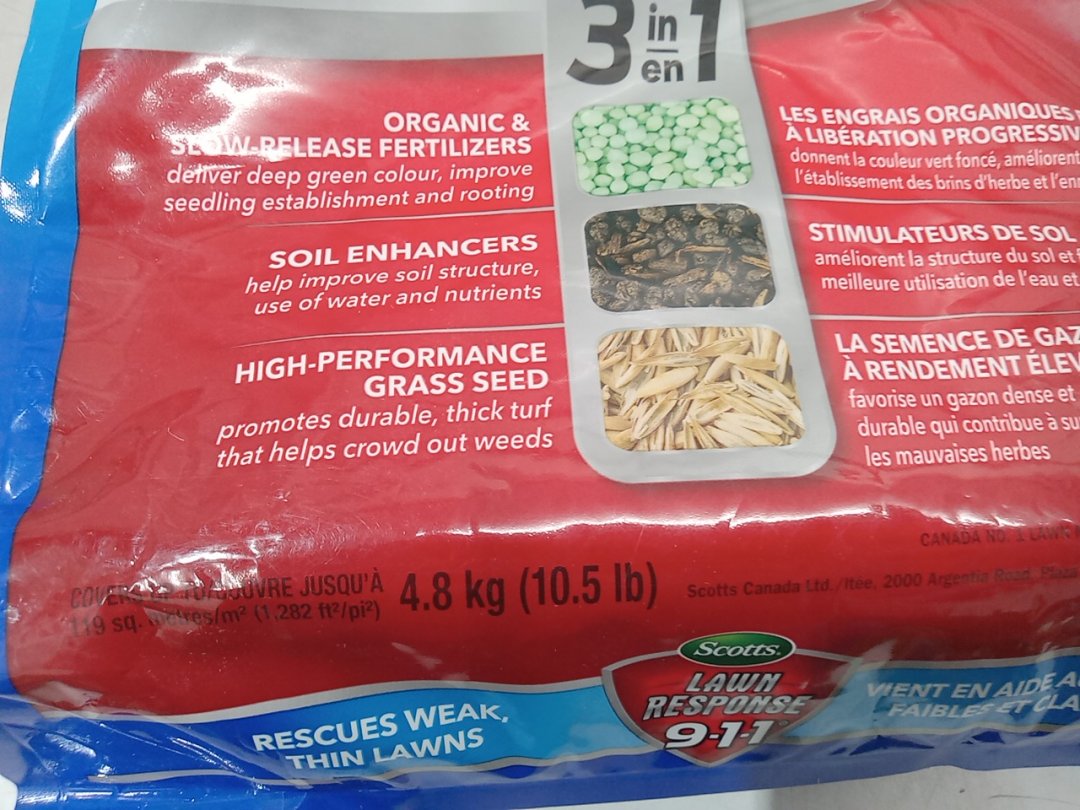 3 in
en 1
ORGANIC &
SLOW-RELEASE FERTILIZERS
deliver deep green colour, improve
seedling establishment and rooting
SOIL ENHANCERS
help improve soil structure,
use of water and nutrients
HIGH-PERFORMANCE
GRASS SEED
promotes durable, thick turf
that helps crowd out weeds
LES ENGRAIS ORGANIQUES
À LIBÉRATION PROGRESSIV
donnent la couleur vert foncé, améliorent
l'établissement des brins d'herbe et l'enr
STIMULATEURS DE SOL
améliorent la structure du sol et
meilleure utilisation de l'eau et
LA SEMENCE DE GAZ
À RENDEMENT ÉLEV
favorise un gazon dense et
durable qui contribue à su
les mauvaises herbes
CANADA NO. 1 LAWN
COVERS UP TO/COUVRE JUSQU'À
119 sq. metres/m² (1,282 ft²/pi²)
4.8 kg (10.5 lb)
Scotts Canada Ltd./ltée. 2000 Argentia Road, Plaza
Scotts.
LAWN
RESPONSE
9-1-1®
RESCUES WEAK,
THIN LAWNS
VIENT EN AIDE AU
FAIBLES ET CLA